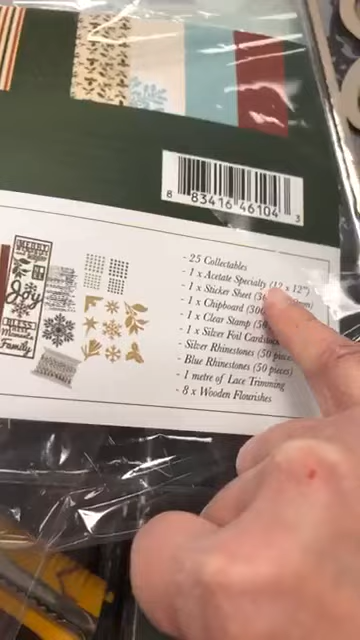 8 83416 46104 3
- 25 Collectables
- 1 x Acetate Specialty (12 x 12")
- 1 x Sticker Sheet
- 1 x Chipboard (300
- 1 x Clear Stamp
- 1 x Silver Foil Cardstock
- Silver Rhinestones (50 pieces)
- Blue Rhinestones (50 pieces)
- 1 metre of Lace Trimming
- 8 x Wooden Flourishes
MERRY
Joy
Family